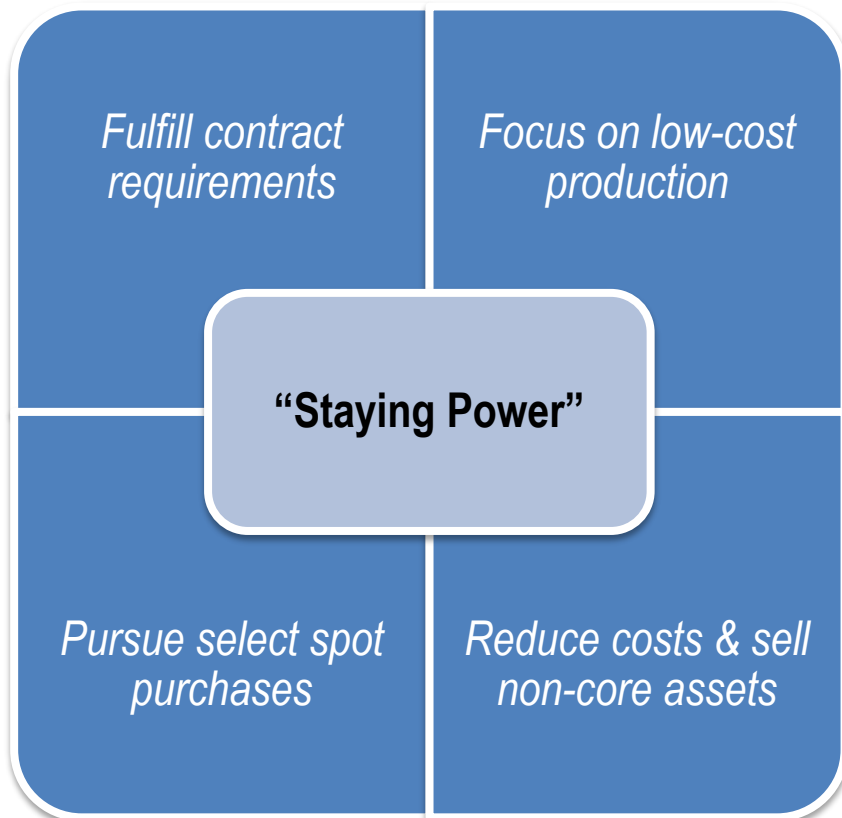 Fulfill contract
requirements
Focus on low-cost
production
“Staying Power”
Pursue select spot
purchases
Reduce costs & sell
non-core assets